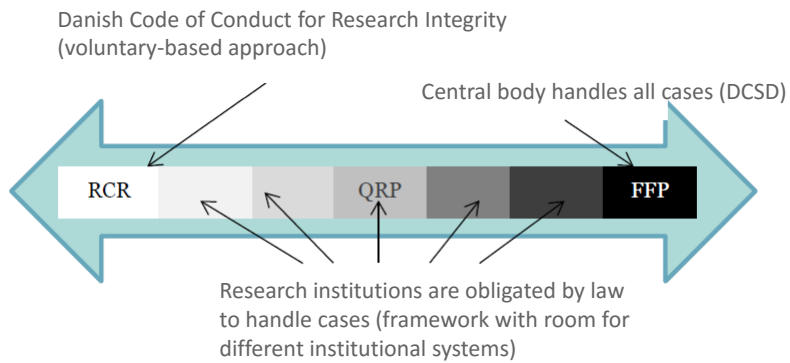 Danish Code of Conduct for Research Integrity
(voluntary-based approach)
Central body handles all cases (DCSD)
RCR
QRP
FFP
Research institutions are obligated by law
to handle cases (framework with room for
different institutional systems)